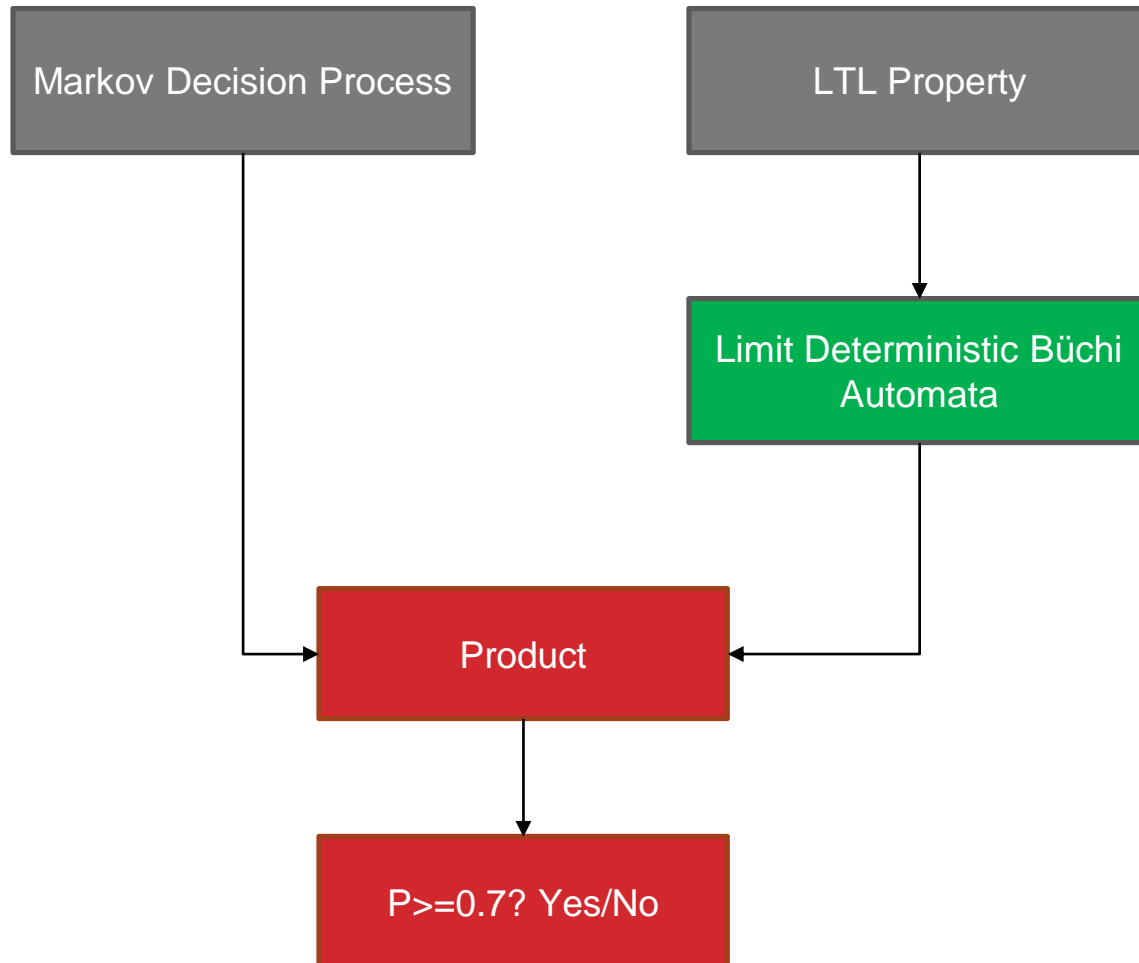 Markov Decision Process
LTL Property
Limit Deterministic Büchi
Automata
Product
P>=0.7? Yes/No